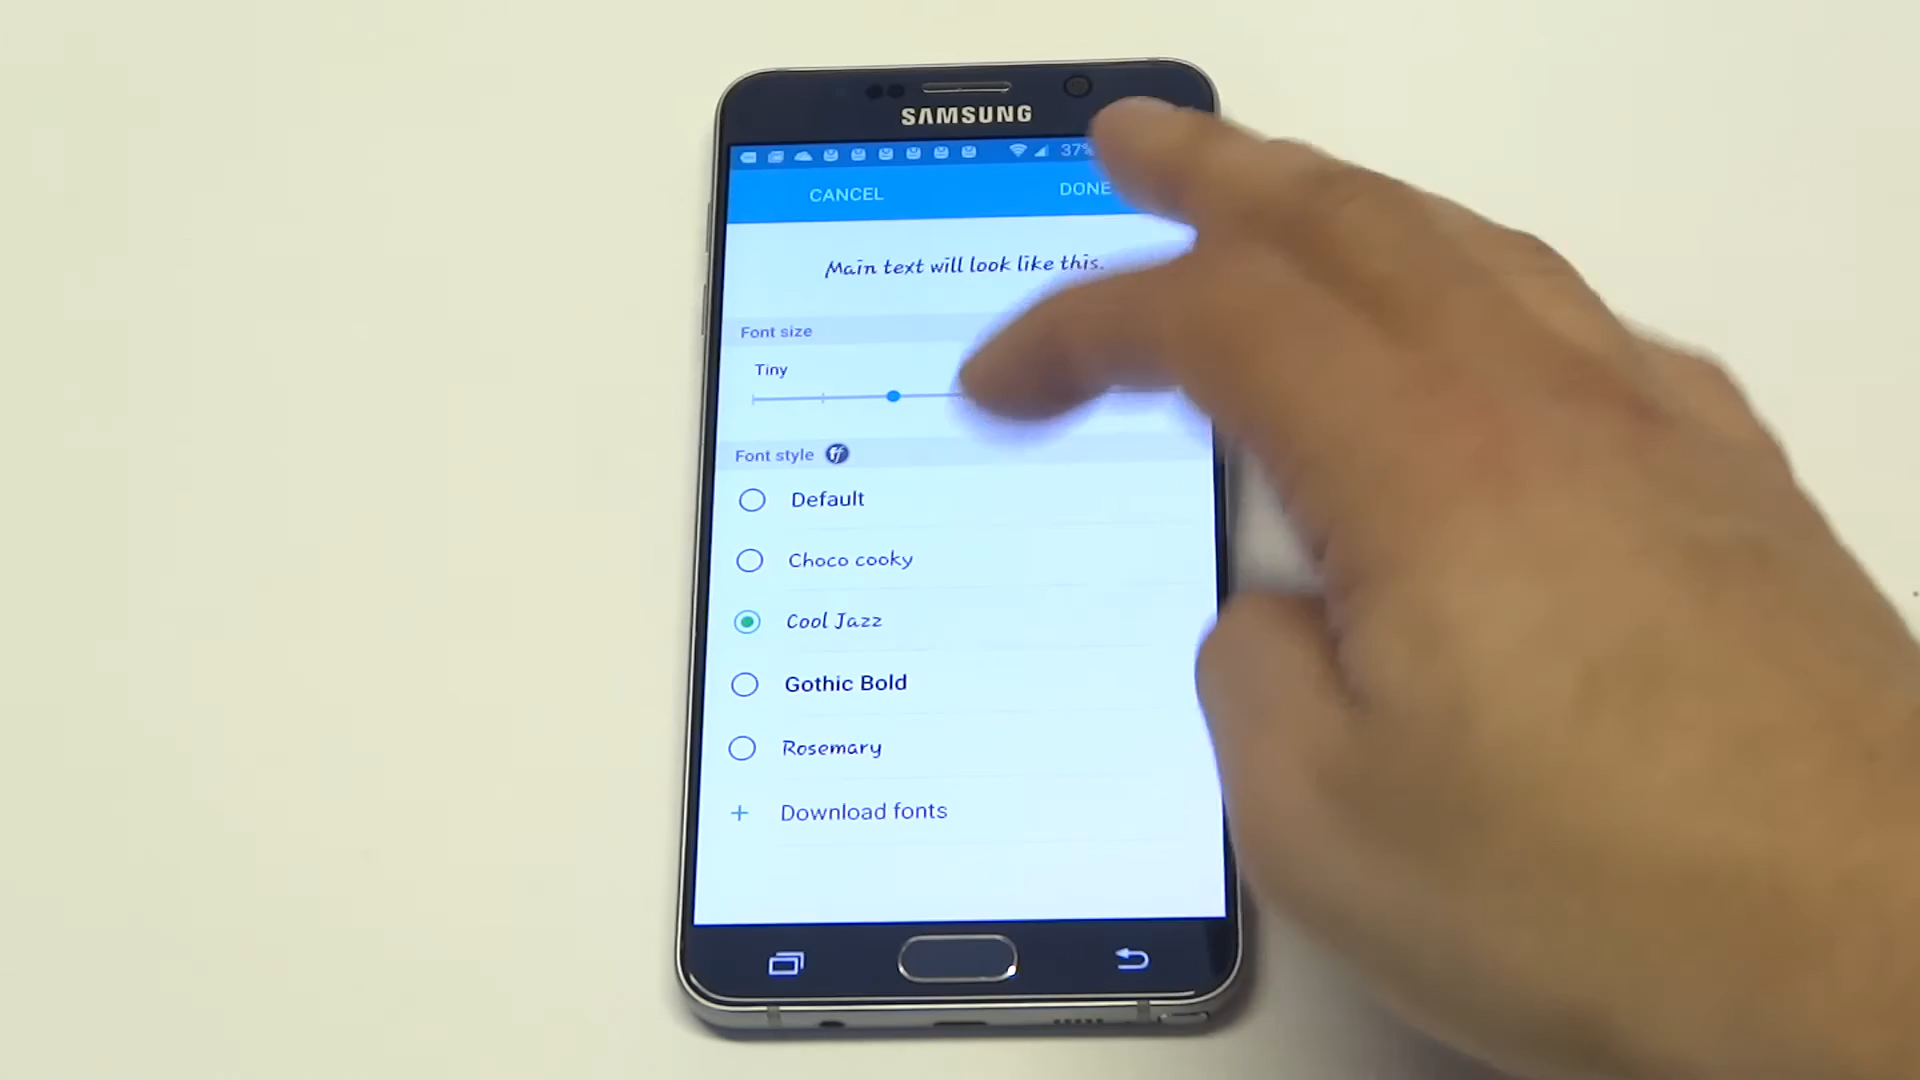 SAMSUNG
37%
CANCEL DONE
Main text will look like this.
Font size
Tiny
Font style
Default
Choco cooky
Cool Jazz
Gothic Bold
Rosemary
+ Download fonts